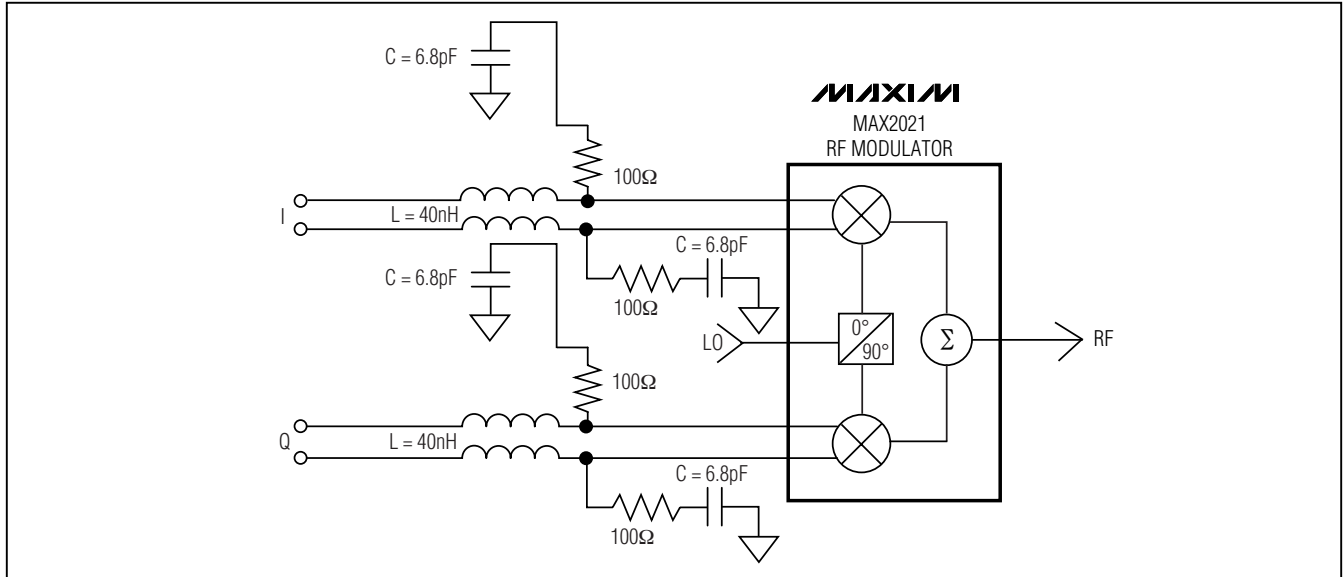 C = 6.8pF
MAXIM
MAX2021
RF MODULATOR
100Ω
I
L = 40nH
C = 6.8pF
C = 6.8pF
100Ω
LO
0°
90°
Σ
RF
100Ω
Q
L = 40nH
C = 6.8pF
100Ω